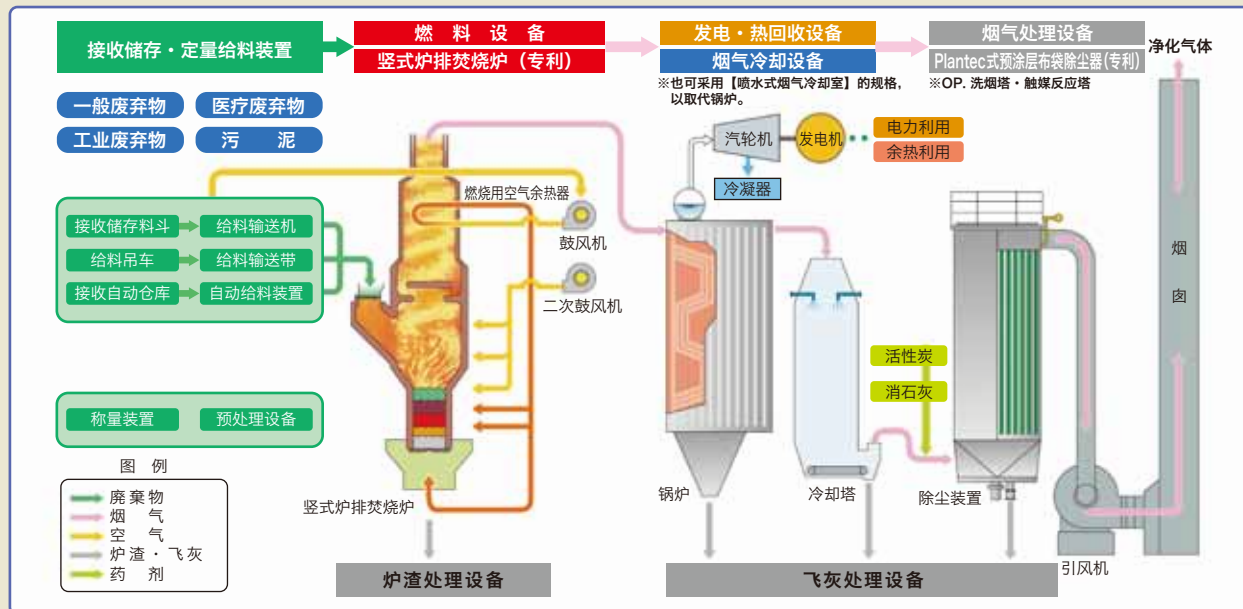 接收储存・定量给料装置
燃料设备
竖式炉排焚烧炉（专利）
发电・热回收设备
烟气冷却设备
※也可采用【喷水式烟气冷却室】的规格，
以取代锅炉。
烟气处理设备
Plantec式预涂层布袋除尘器(专利)
※OP. 洗烟塔・触媒反应塔
净化气体
一般废弃物
医疗废弃物
工业废弃物
污泥
接收储存料斗
给料输送机
给料吊车
给料输送带
接收自动仓库
自动给料装置
称量装置
预处理设备
图例
廃棄物
烟气
空气
炉渣・飞灰
药剂
燃烧用空气余热器
鼓风机
二次鼓风机
竖式炉排焚烧炉
炉渣处理设备
汽轮机
发电机
电力利用
余热利用
冷凝器
锅炉
冷却塔
活性炭
消石灰
除尘装置
引风机
烟囱
飞灰处理设备